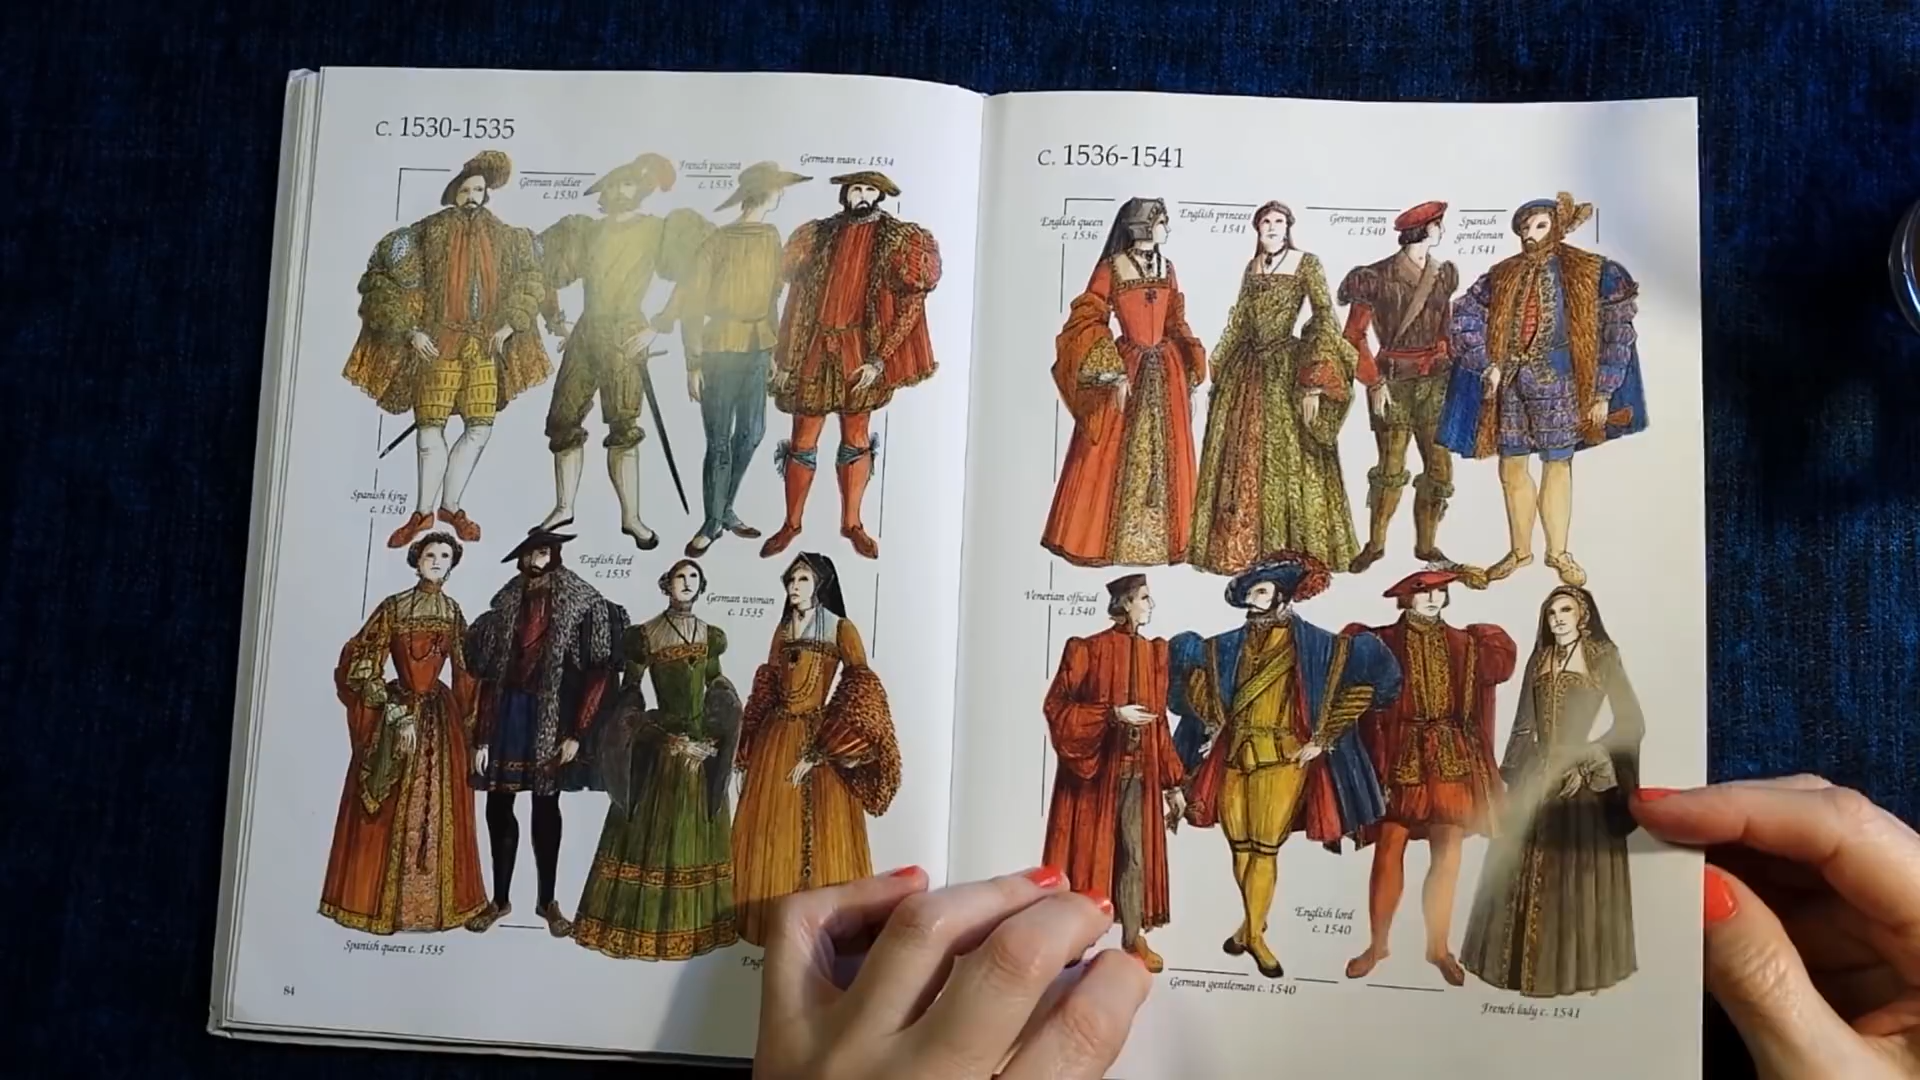 c. 1530-1535
German soldier
c. 1530
French peasant
c. 1535
German man c. 1534
Spanish king
c. 1530
English lord
c. 1535
German woman
c. 1535
Spanish queen c. 1535
84
c. 1536-1541
English queen
c. 1536
English princess
c. 1541
German man
c. 1540
Spanish
gentleman
c. 1541
Venetian official
c. 1540
English lord
c. 1540
German gentleman c. 1540
French lady c. 1541